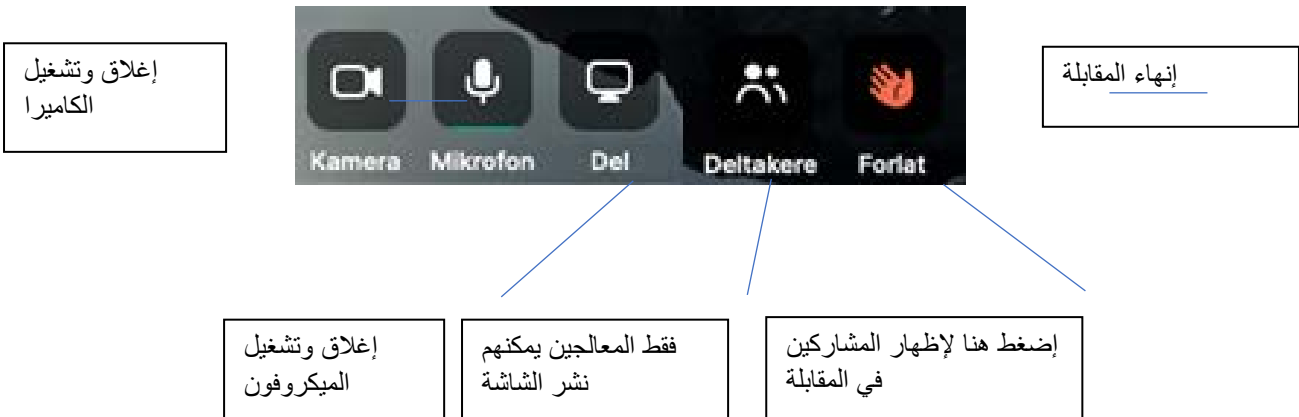 إغلاق وتشغيل
الكاميرا
إنهاء المقابلة
Kamera Mikrofon Del Deltakere Forlat
إغلاق وتشغيل
الميكروفون
فقط المعالجين يمكنهم
نشر الشاشة
إضغط هنا لإظهار المشاركين
في المقابلة